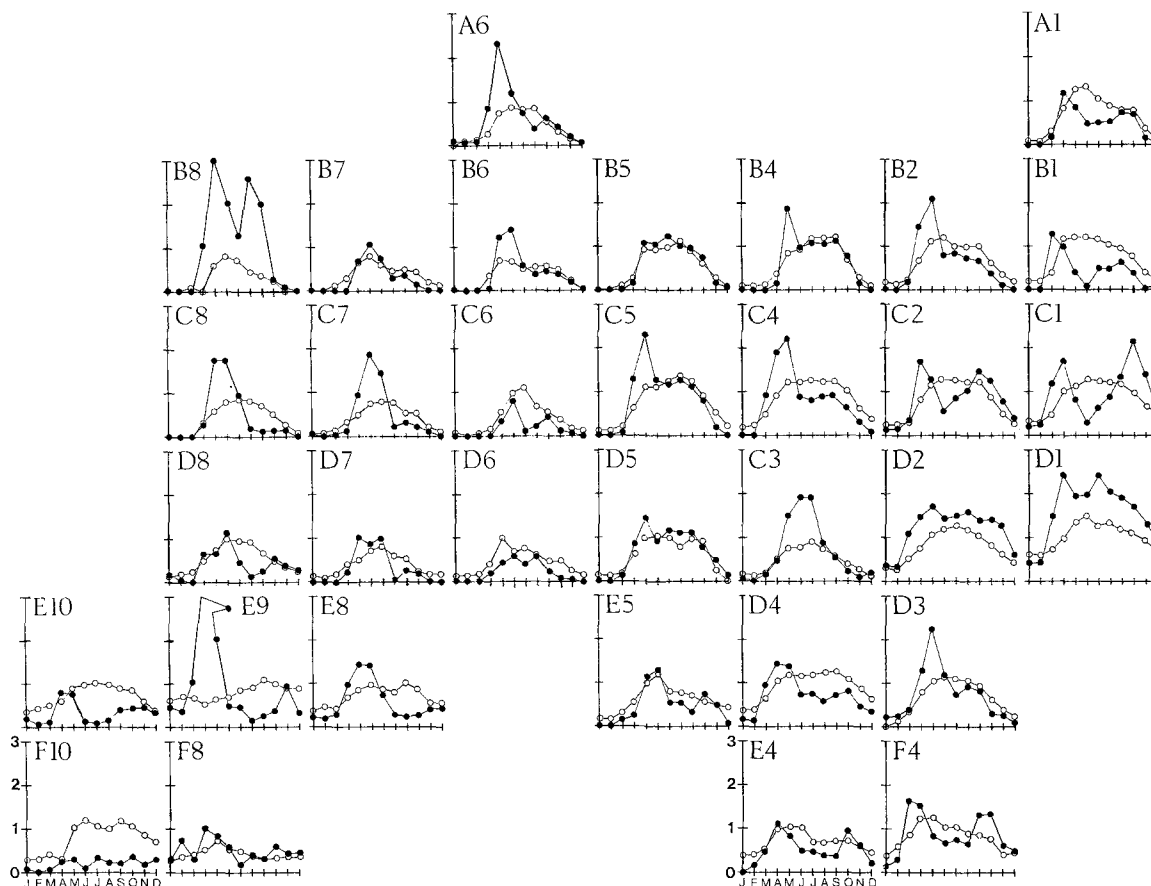 A6 A1
B8 B7 B6 B5 B4 B2 B1
C8 C7 C6 C5 C4 C2 C1
D8 D7 D6 D5 C3 D2 D1
E10 E9 E8 E5 D4 D3
3 F10 F8 3 E4 F4
2 2
1 1
0 0
J F M A M J J A S O N D J F M A M J J A S O N D J F M A M J J A S O N D J F M A M J J A S O N D